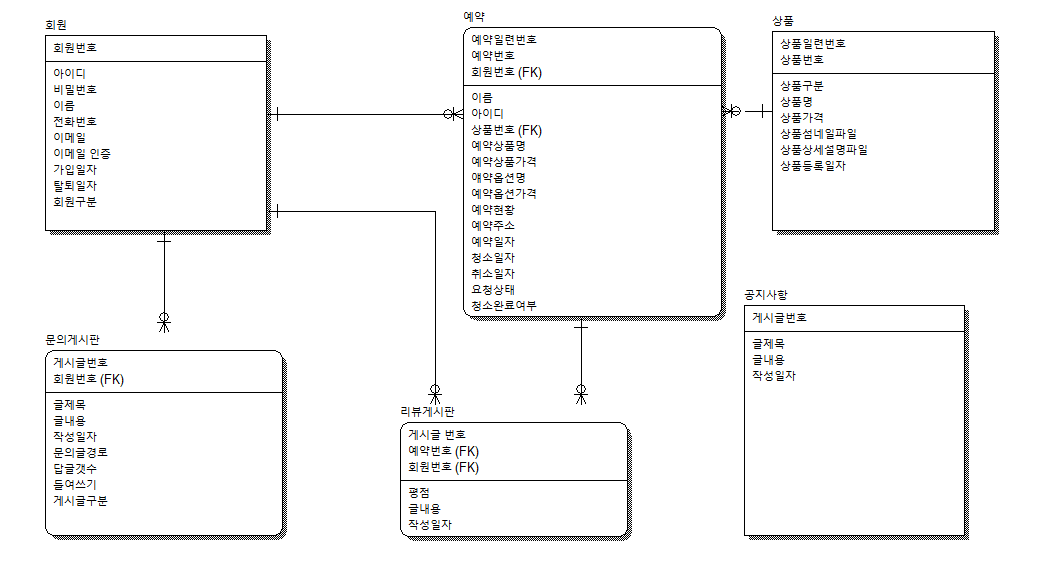 회원
회원번호
아이디
비밀번호
이름
전화번호
이메일
이메일 인증
가입일자
탈퇴일자
회원구분
예약
예약일련번호
예약번호
회원번호 (FK)
이름
아이디
상품번호 (FK)
예약상품명
예약상품가격
얘약옵션명
예약옵션가격
예약현황
예약주소
예약일자
청소일자
취소일자
요청상태
청소완료여부
상품
상품일련번호
상품번호
상품구분
상품명
상품가격
상품섬네일파일
상품상세설명파일
상품등록일자
문의게시판
게시글번호
회원번호 (FK)
글제목
글내용
작성일자
문의글경로
답글갯수
들여쓰기
게시글구분
리뷰게시판
게시글 번호
예약번호 (FK)
회원번호 (FK)
평점
글내용
작성일자
공지사항
게시글번호
글제목
글내용
작성일자